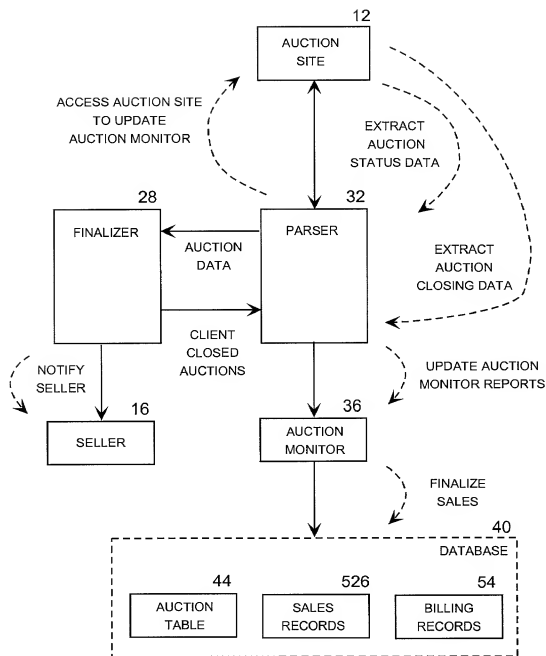 12
AUCTION
SITE
ACCESS AUCTION SITE
TO UPDATE
AUCTION MONITOR
EXTRACT
AUCTION
STATUS DATA
28
FINALIZER
32
PARSER
AUCTION
DATA
EXTRACT
AUCTION
CLOSING DATA
CLIENT
CLOSED
AUCTIONS
NOTIFY
SELLER
16
SELLER
UPDATE AUCTION
MONITOR REPORTS
36
AUCTION
MONITOR
FINALIZE
SALES
40
DATABASE
44
AUCTION
TABLE
526
SALES
RECORDS
54
BILLING
RECORDS